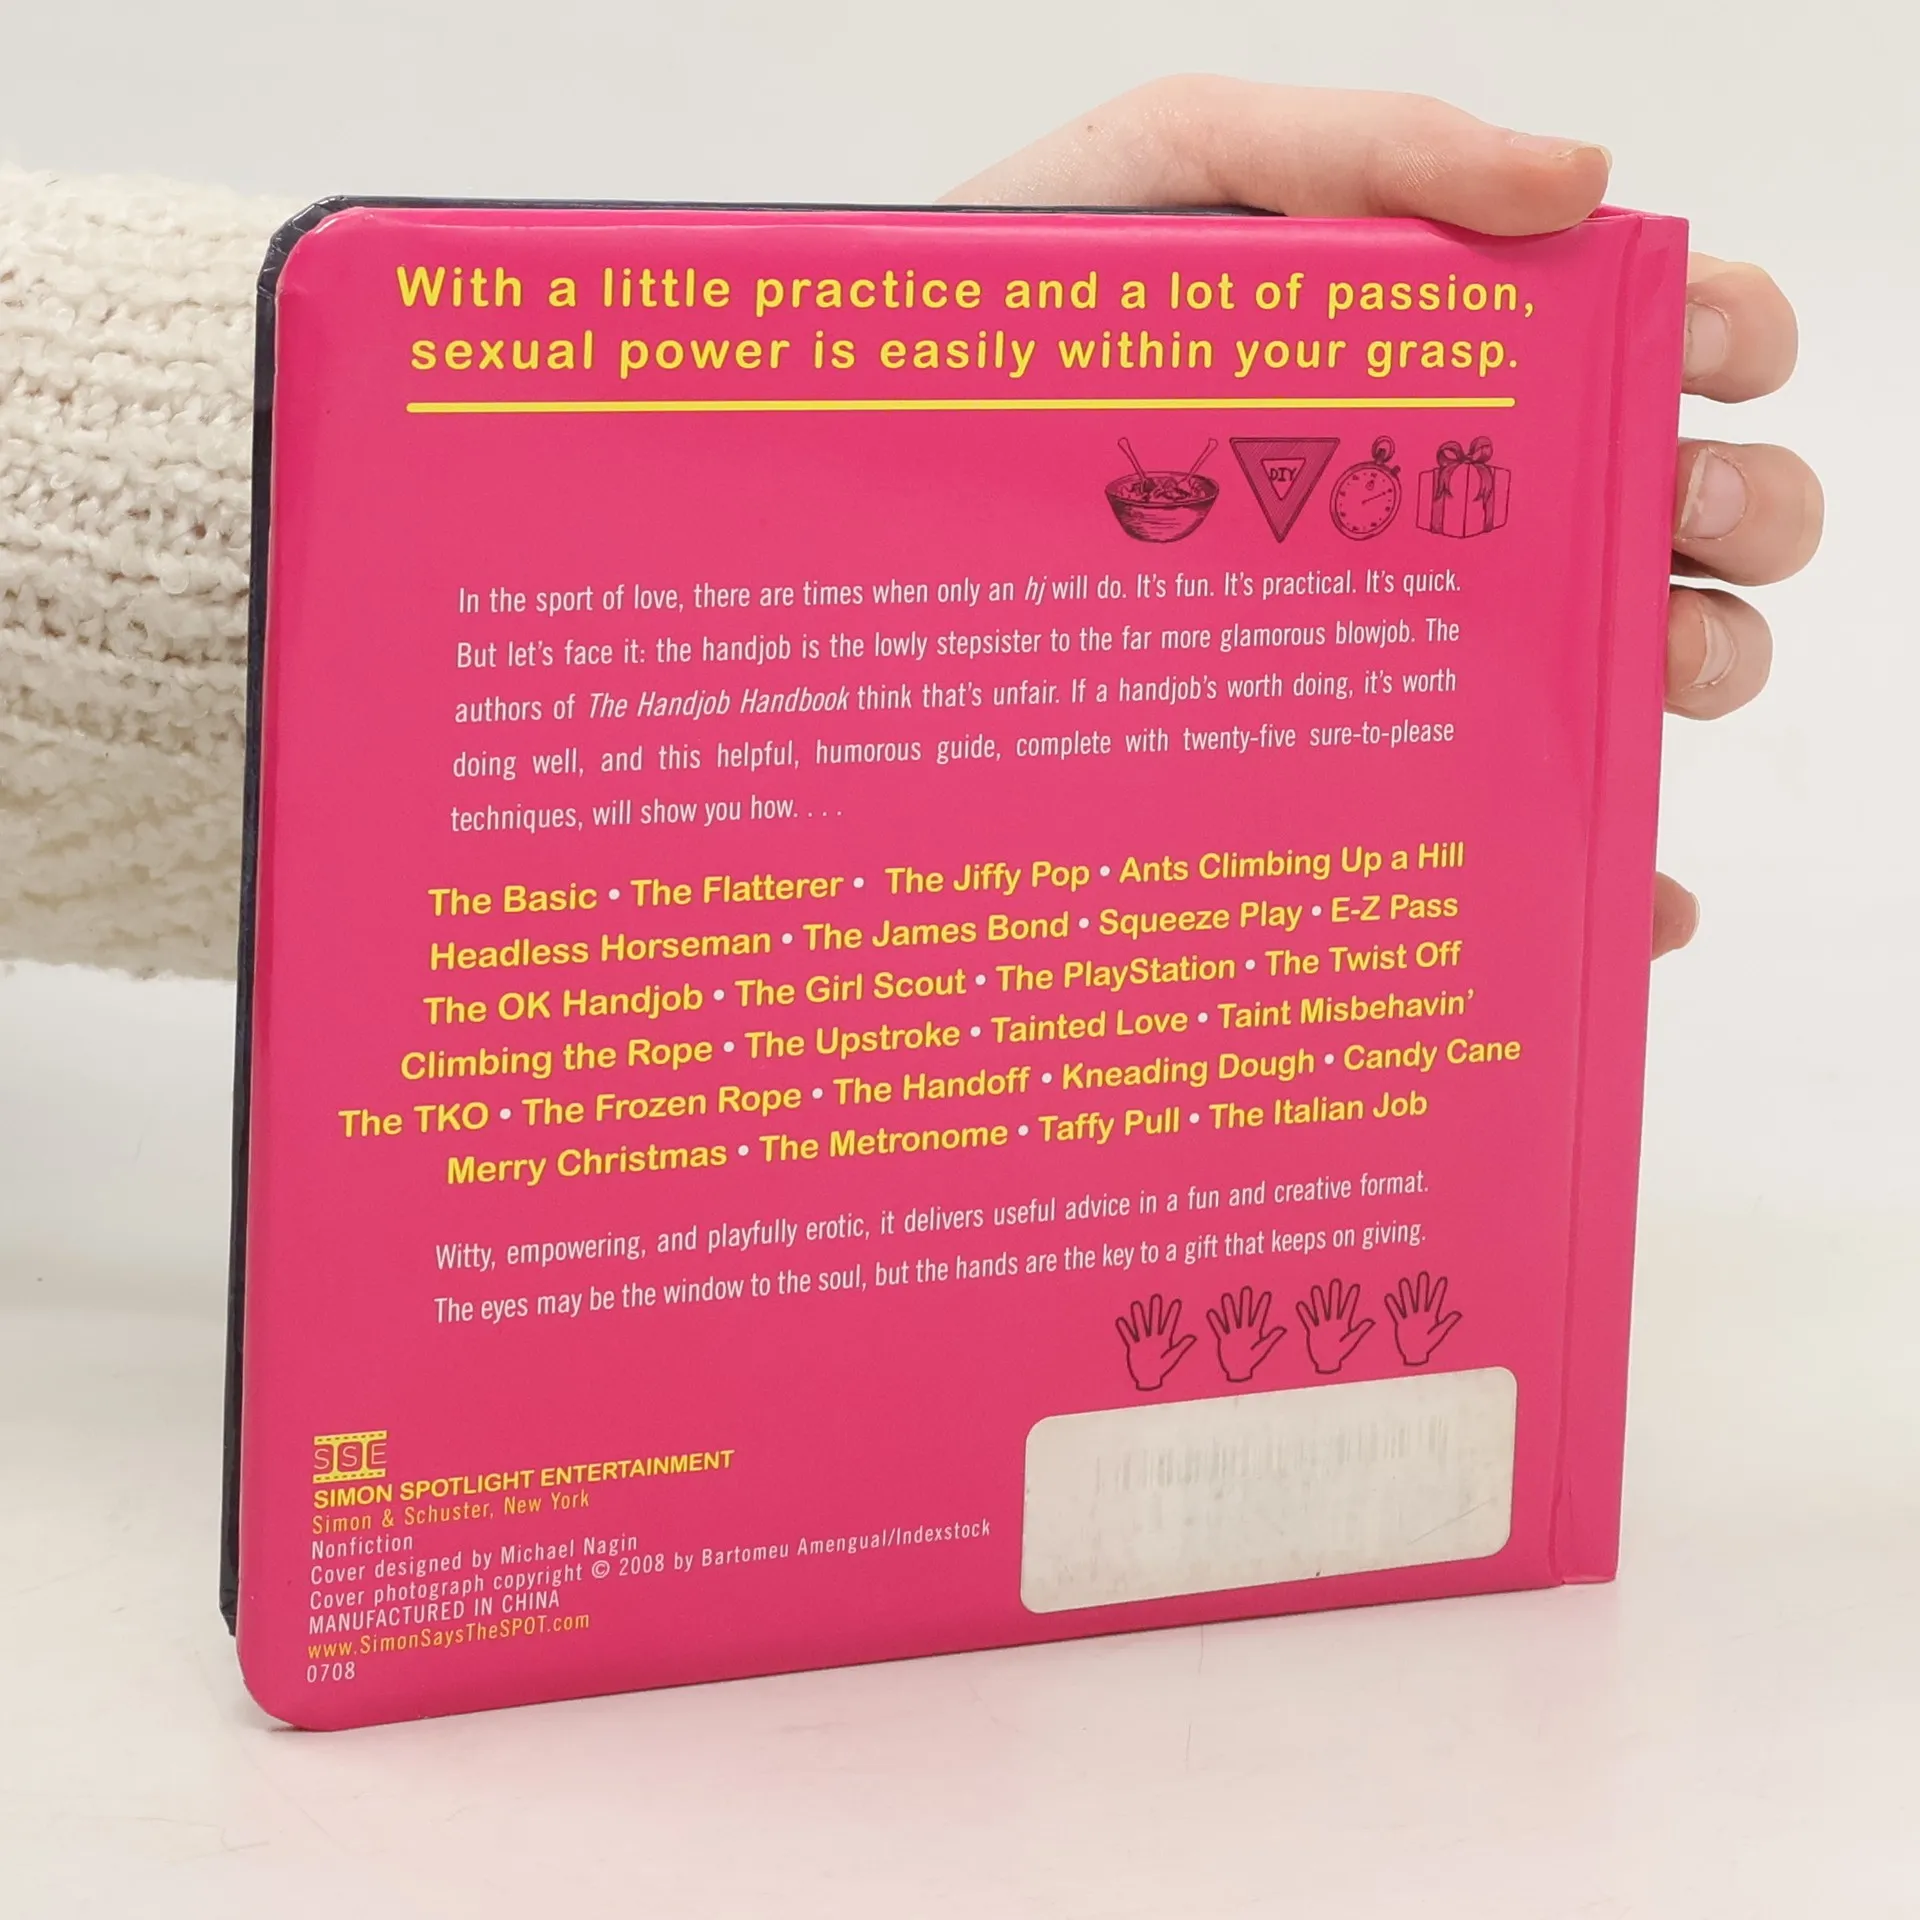 With a little practice and a lot of passion,
sexual power is easily within your grasp.
DIY
In the sport of love, there are times when only an hj will do. It's fun. It's practical. It's quick.
But let's face it: the handjob is the lowly stepsister to the far more glamorous blowjob. The
authors of The Handjob Handbook think that's unfair. If a handjob's worth doing, it's worth
doing well, and this helpful, humorous guide, complete with twenty-five sure-to-please
techniques, will show you how. . . .
The Basic • The Flatterer • The Jiffy Pop • Ants Climbing Up a Hill
Headless Horseman • The James Bond • Squeeze Play • E-Z Pass
The OK Handjob • The Girl Scout • The PlayStation • The Twist Off
Climbing the Rope • The Upstroke • Tainted Love • Taint Misbehavin'
The TKO • The Frozen Rope • The Handoff • Kneading Dough • Candy Cane
Merry Christmas • The Metronome • Taffy Pull • The Italian Job
Witty, empowering, and playfully erotic, it delivers useful advice in a fun and creative format.
The eyes may be the window to the soul, but the hands are the key to a gift that keeps on giving.
SSE
SIMON SPOTLIGHT ENTERTAINMENT
Simon & Schuster, New York
Nonfiction
Cover designed by Michael Nagin
Cover photograph copyright © 2008 by Bartomeu Amengual/Indexstock
MANUFACTURED IN CHINA
www.SimonSaysTheSPOT.com
0708